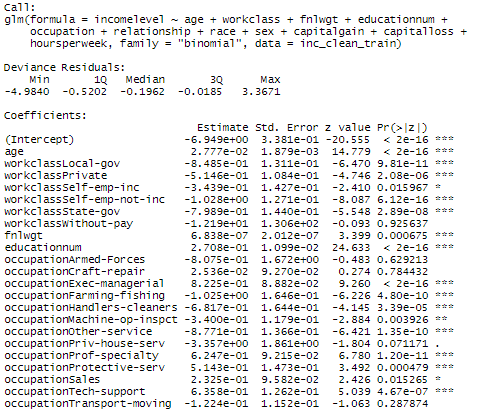 Call:
glm(formula = incomelevel ~ age + workclass + fnlwgt + educationnum +
    occupation + relationship + race + sex + capitalgain + capitalloss +
    hoursperweek, family = "binomial", data = inc_clean_train)
Deviance Residuals:
    Min      1Q  Median      3Q     Max
-4.9840 -0.5202 -0.1962 -0.0185  3.3671
Coefficients:
                            Estimate Std. Error z value Pr(>|z|)
(Intercept)               -6.949e+00  3.381e-01 -20.555  < 2e-16 ***
age                        2.777e-02  1.879e-03  14.779  < 2e-16 ***
workclassLocal-gov        -8.485e-01  1.311e-01  -6.470 9.81e-11 ***
workclassPrivate          -5.146e-01  1.084e-01  -4.746 2.08e-06 ***
workclassSelf-emp-inc     -3.439e-01  1.427e-01  -2.410 0.015967 *
workclassSelf-emp-not-inc -1.028e+00  1.271e-01  -8.087 6.12e-16 ***
workclassState-gov        -7.989e-01  1.440e-01  -5.548 2.89e-08 ***
workclassWithout-pay      -1.219e+01  1.306e+02  -0.093 0.925637
fnlwgt                     6.838e-07  2.012e-07   3.399 0.000675 ***
educationnum               2.708e-01  1.099e-02  24.633  < 2e-16 ***
occupationArmed-Forces    -8.075e-01  1.672e+00  -0.483 0.629213
occupationCraft-repair     2.536e-02  9.270e-02   0.274 0.784432
occupationExec-managerial  8.225e-01  8.882e-02   9.260  < 2e-16 ***
occupationFarming-fishing -1.025e+00  1.646e-01  -6.226 4.80e-10 ***
occupationHandlers-cleaners -6.817e-01  1.644e-01  -4.145 3.39e-05 ***
occupationMachine-op-inspct -3.400e-01  1.179e-01  -2.884 0.003926 **
occupationOther-service   -8.771e-01  1.366e-01  -6.421 1.35e-10 ***
occupationPriv-house-serv -3.357e+00  1.861e+00  -1.804 0.071171 .
occupationProf-specialty   6.247e-01  9.215e-02   6.780 1.20e-11 ***
occupationProtective-serv  5.143e-01  1.473e-01   3.492 0.000479 ***
occupationSales            2.325e-01  9.582e-02   2.426 0.015265 *
occupationTech-support     6.358e-01  1.262e-01   5.039 4.67e-07 ***
occupationTransport-moving -1.224e-01  1.152e-01  -1.063 0.287874